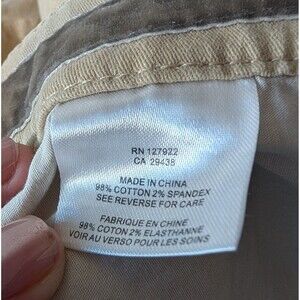 RN 127922
CA 29438
MADE IN CHINA
98% COTTON 2% SPANDEX
SEE REVERSE FOR CARE
FABRIQUE EN CHINE
98% COTON 2% ELASTHANNE
VOIR AU VERSO POUR LES SOINS